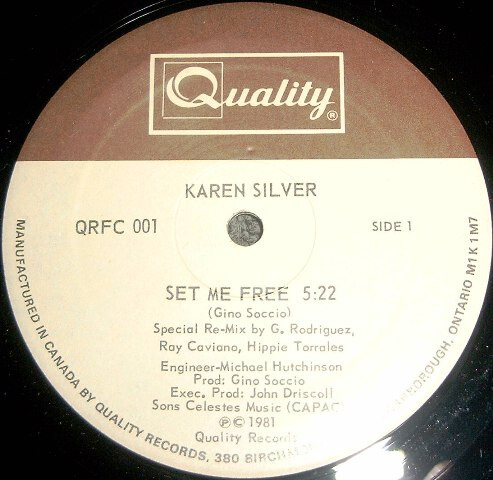 Quality®
KAREN SILVER
QRFC 001
SIDE 1
SET ME FREE 5:22
(Gino Soccio)
Special Re-Mix by G. Rodriguez,
Ray Caviano, Hippie Torrales
Engineer-Michael Hutchinson
Prod: Gino Soccio
Exec. Prod: John Driscoll
Sons Celestes Music (CAPAC
℗© 1981
Quality Records
MANUFACTURED IN CANADA BY QUALITY RECORDS, 380 ONTARIO M1K 1M7